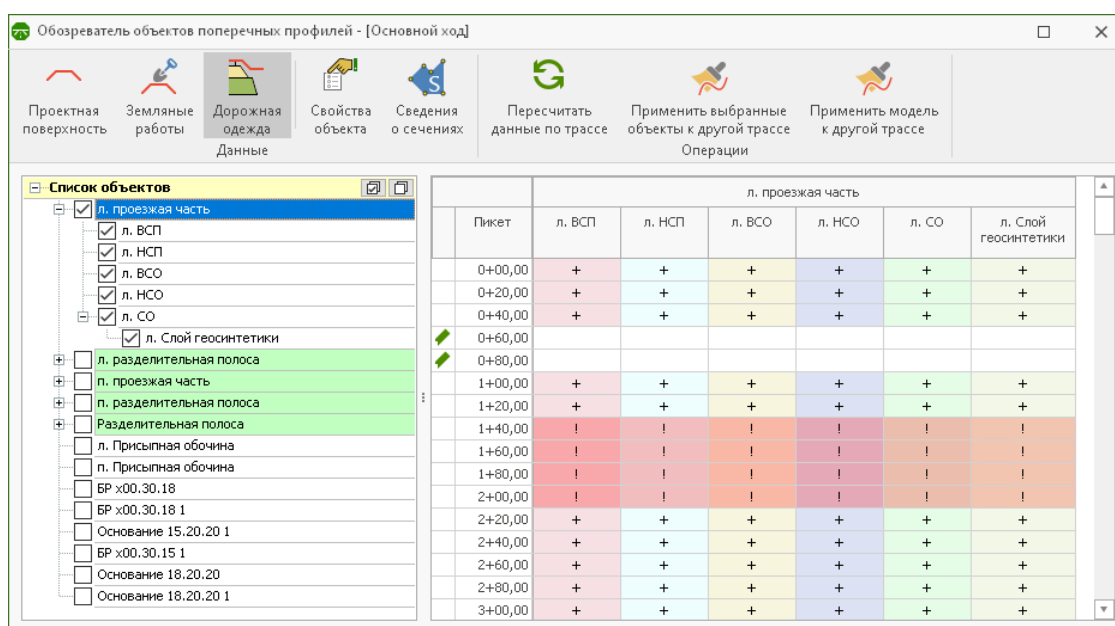 Обозреватель объектов поперечных профилей - [Основной ход]
Проектная поверхность
Земляные работы
Дорожная одежда
Свойства объекта
Сведения о сечениях
Пересчитать данные по трассе
Применить выбранные объекты к другой трассе
Применить модель к другой трассе
Данные
Операции
Список объектов
л. проезжая часть
л. ВСП
л. НСП
л. ВСО
л. НСО
л. СО
л. Слой геосинтетики
л. разделительная полоса
п. проезжая часть
п. разделительная полоса
Разделительная полоса
л. Присыпная обочина
п. Присыпная обочина
БР x00.30.18
БР x00.30.18 1
Основание 15.20.20 1
БР x00.30.15 1
Основание 18.20.20
Основание 18.20.20 1
л. проезжая часть
Пикет л. ВСП л. НСП л. ВСО л. НСО л. СО л. Слой геосинтетики
0+00,00 + + + + + +
0+20,00 + + + + + +
0+40,00 + + + + + +
0+60,00
0+80,00
1+00,00 + + + + + +
1+20,00 + + + + + +
1+40,00 ! ! ! ! ! !
1+60,00 ! ! ! ! ! !
1+80,00 ! ! ! ! ! !
2+00,00 ! ! ! ! ! !
2+20,00 + + + + + +
2+40,00 + + + + + +
2+60,00 + + + + + +
2+80,00 + + + + + +
3+00,00 + + + + + +